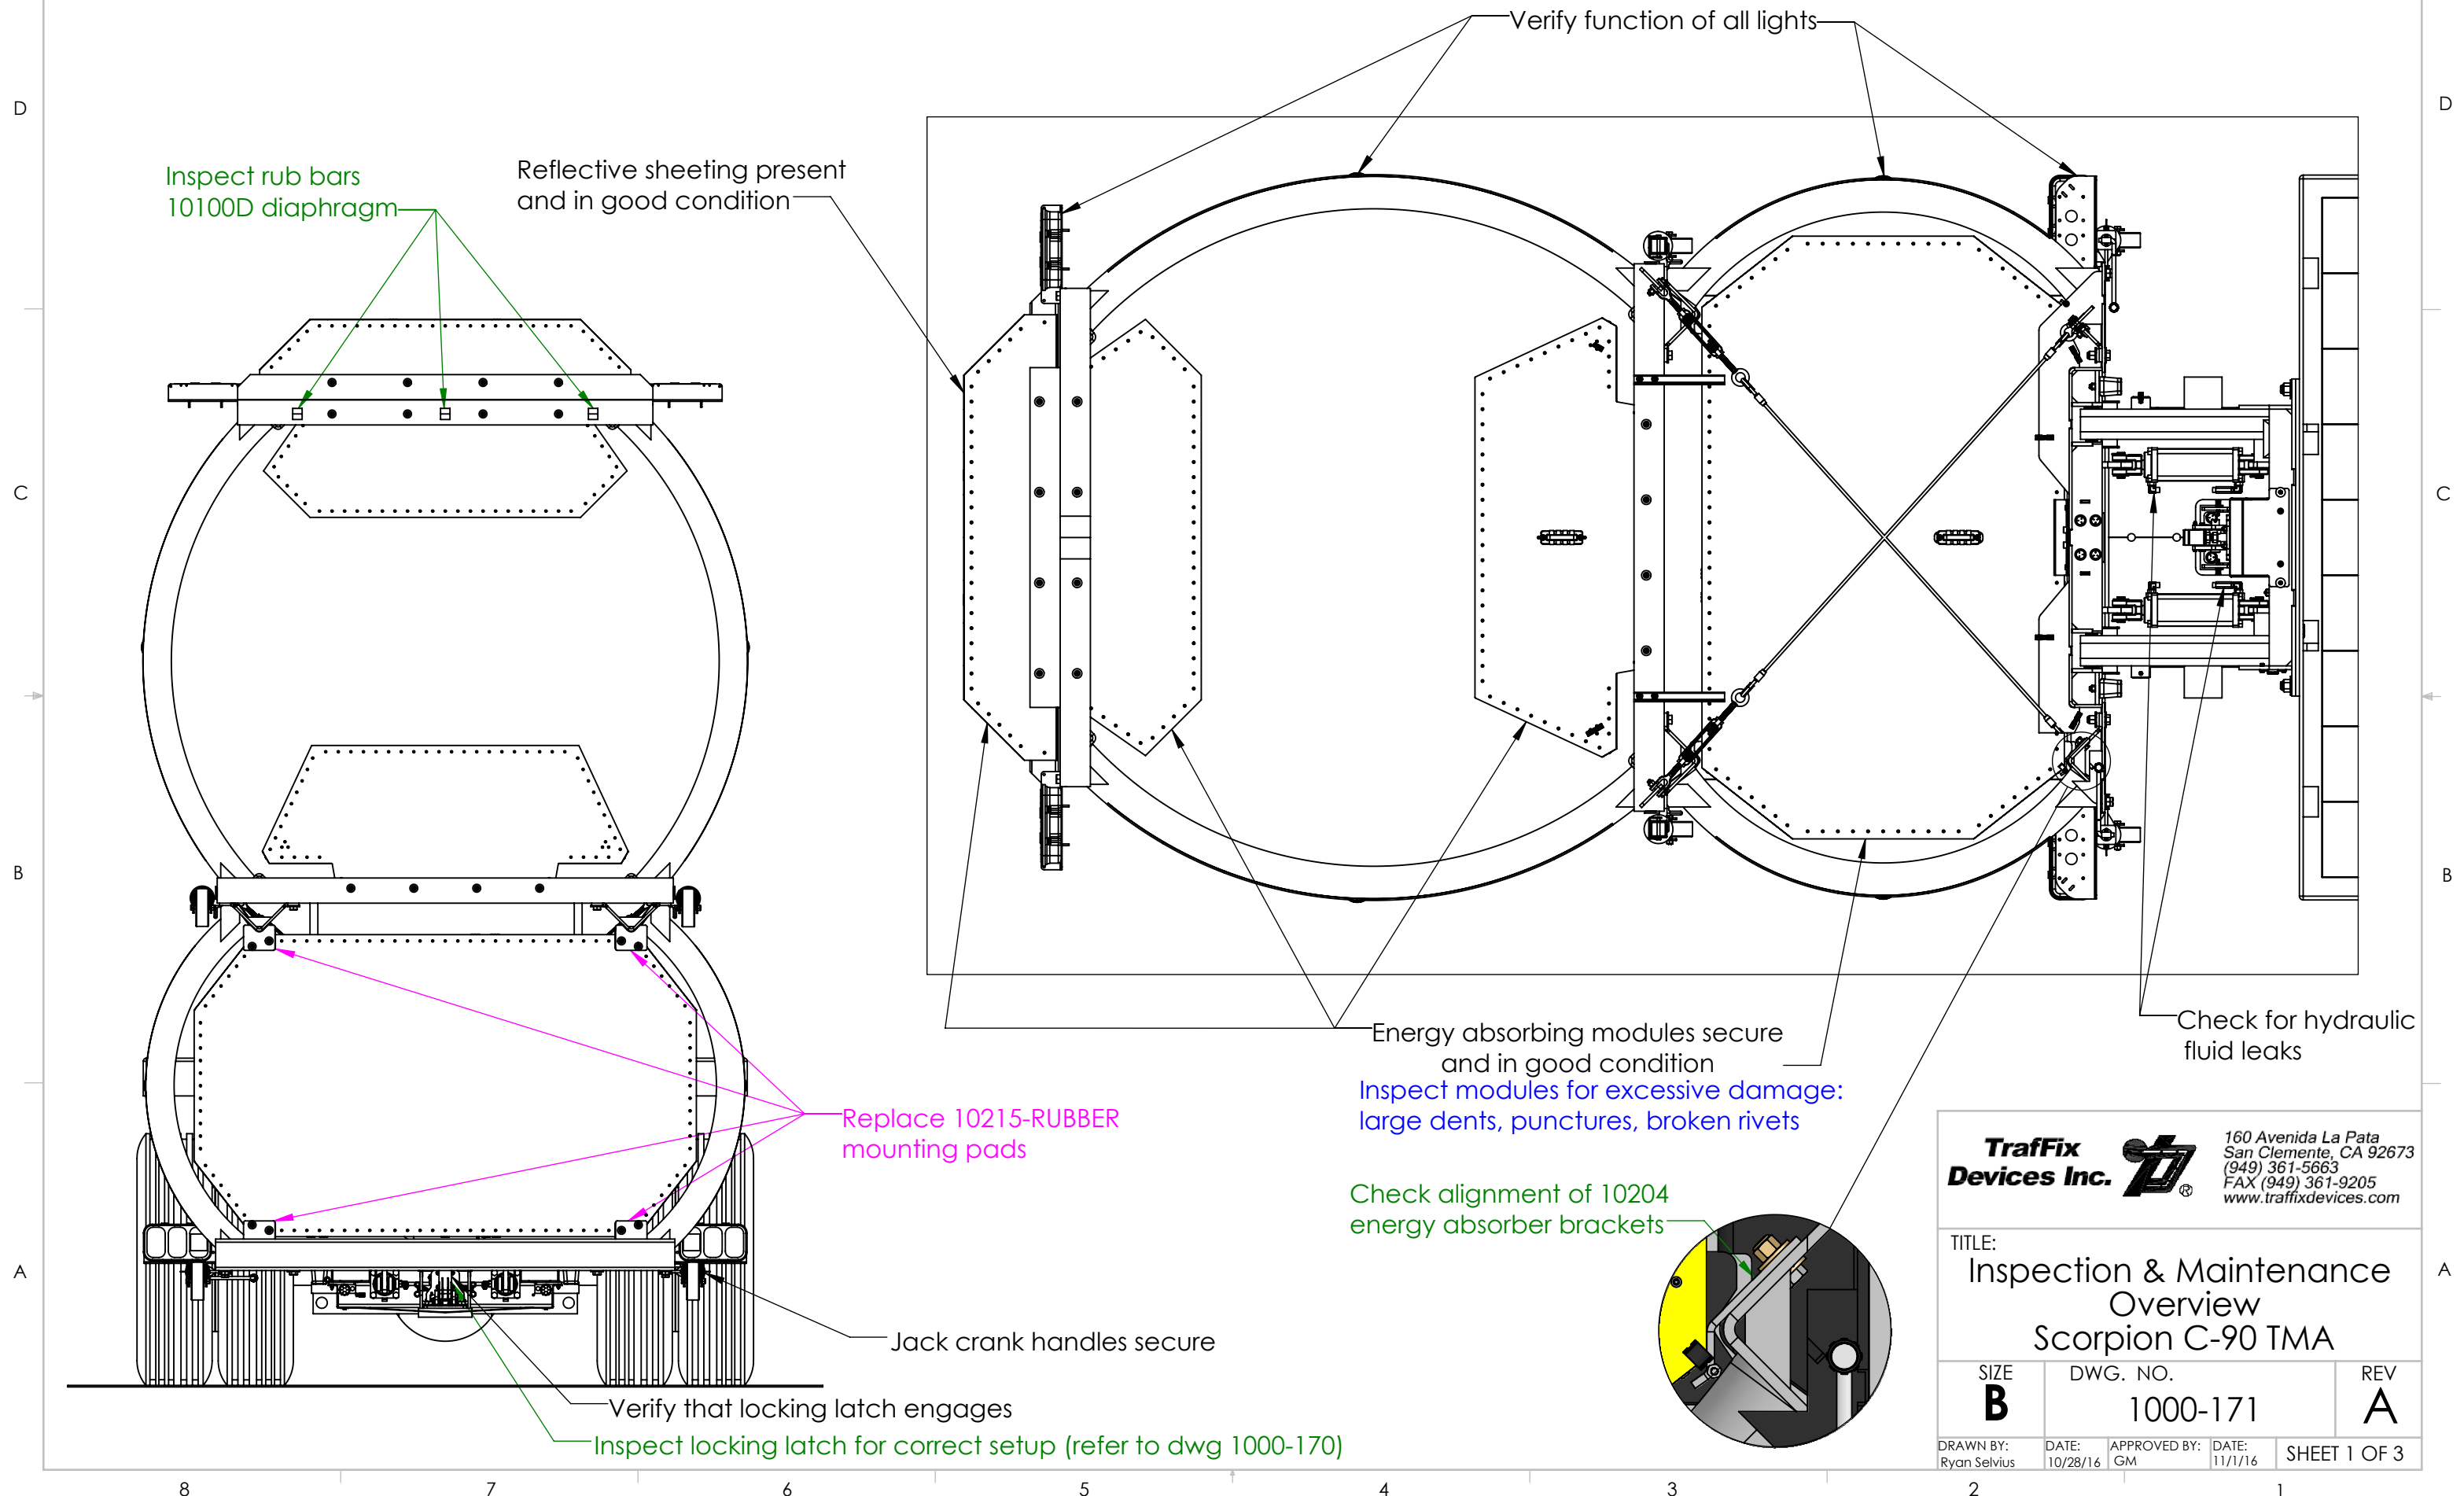 Verify function of all lights
D
D
Inspect rub bars
10100D diaphragm
Reflective sheeting present
and in good condition
C
C
B
B
Energy absorbing modules secure
and in good condition
Inspect modules for excessive damage:
large dents, punctures, broken rivets
Check for hydraulic
fluid leaks
Replace 10215-RUBBER
mounting pads
Check alignment of 10204
energy absorber brackets
A
A
Jack crank handles secure
Verify that locking latch engages
Inspect locking latch for correct setup (refer to dwg 1000-170)
TrafFix
Devices Inc.
®
160 Avenida La Pata
San Clemente, CA 92673
(949) 361-5663
FAX (949) 361-9205
www.traffixdevices.com
TITLE:
Inspection & Maintenance
Overview
Scorpion C-90 TMA
SIZE
B
DWG. NO.
1000-171
REV
A
DRAWN BY:
Ryan Selvius
DATE:
10/28/16
APPROVED BY:
GM
DATE:
11/1/16
SHEET 1 OF 3
8 7 6 5 4 3 2 1